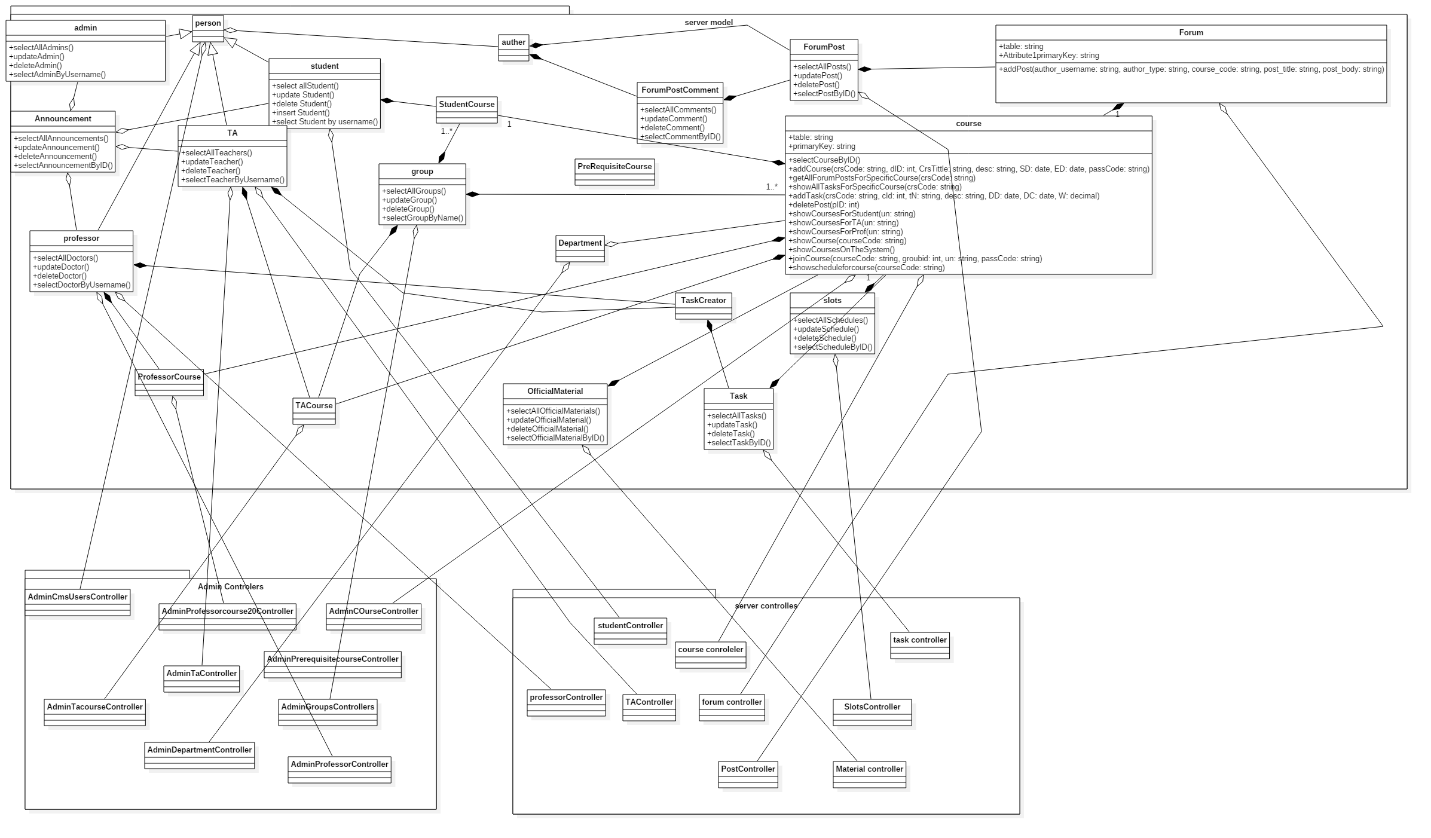 server model
admin
+selectAllAdmins()
+updateAdmin()
+deleteAdmin()
+selectAdminByUsername()
person
auther
student
+select allStudent()
+update Student()
+delete Student()
+insert Student()
+select Student by username()
Announcement
+selectAllAnnouncements()
+updateAnnouncement()
+deleteAnnouncement()
+selectAnnouncementByID()
TA
+selectAllTeachers()
+updateTeacher()
+deleteTeacher()
+selectTeacherByUsername()
StudentCourse
1..*
1
group
+selectAllGroups()
+updateGroup()
+deleteGroup()
+selectGroupByName()
ForumPost
+selectAllPosts()
+updatePost()
+deletePost()
+selectPostByID()
ForumPostComment
+selectAllComments()
+updateComment()
+deleteComment()
+selectCommentByID()
Forum
+table: string
+Attribute1primaryKey: string
+addPost(author_username: string, author_type: string, course_code: string, post_title: string, post_body: string)
1
PreRequisiteCourse
1..*
course
+table: string
+primaryKey: string
+selectCourseByID()
+addCourse(crsCode: string, dID: int, CrsTittle: string, desc: string, SD: date, ED: date, passCode: string)
+getAllForumPostsForSpecificCourse(crsCode: string)
+showAllTasksForSpecificCourse(crsCode: string)
+addTask(crsCode: string, cId: int, tN: string, desc: string, DD: date, DC: date, W: decimal)
+deletePost(pID: int)
+showCoursesForStudent(un: string)
+showCoursesForTA(un: string)
+showCoursesForProf(un: string)
+showCourse(courseCode: string)
+showCoursesOnTheSystem()
+joinCourse(courseCode: string, groubid: int, un: string, passCode: string)
+showscheduleforcourse(courseCode: string)
1
professor
+selectAllDoctors()
+updateDoctor()
+deleteDoctor()
+selectDoctorByUsername()
Department
TaskCreator
slots
+selectAllSchedules()
+updateSchedule()
+deleteSchedule()
+selectScheduleByID()
ProfessorCourse
TACourse
OfficialMaterial
+selectAllOfficialMaterials()
+updateOfficialMaterial()
+deleteOfficialMaterial()
+selectOfficialMaterialByID()
Task
+selectAllTasks()
+updateTask()
+deleteTask()
+selectTaskByID()
Admin Controlers
AdminCmsUsersController
AdminProfessorcourse20Controller
AdminCOurseController
AdminPrerequisitecourseController
AdminTaController
AdminTacourseController
AdminGroupsControllers
AdminDepartmentController
AdminProfessorController
server controlles
studentController
course conroleler
task controller
professorController
TAController
forum controller
SlotsController
PostController
Material controller